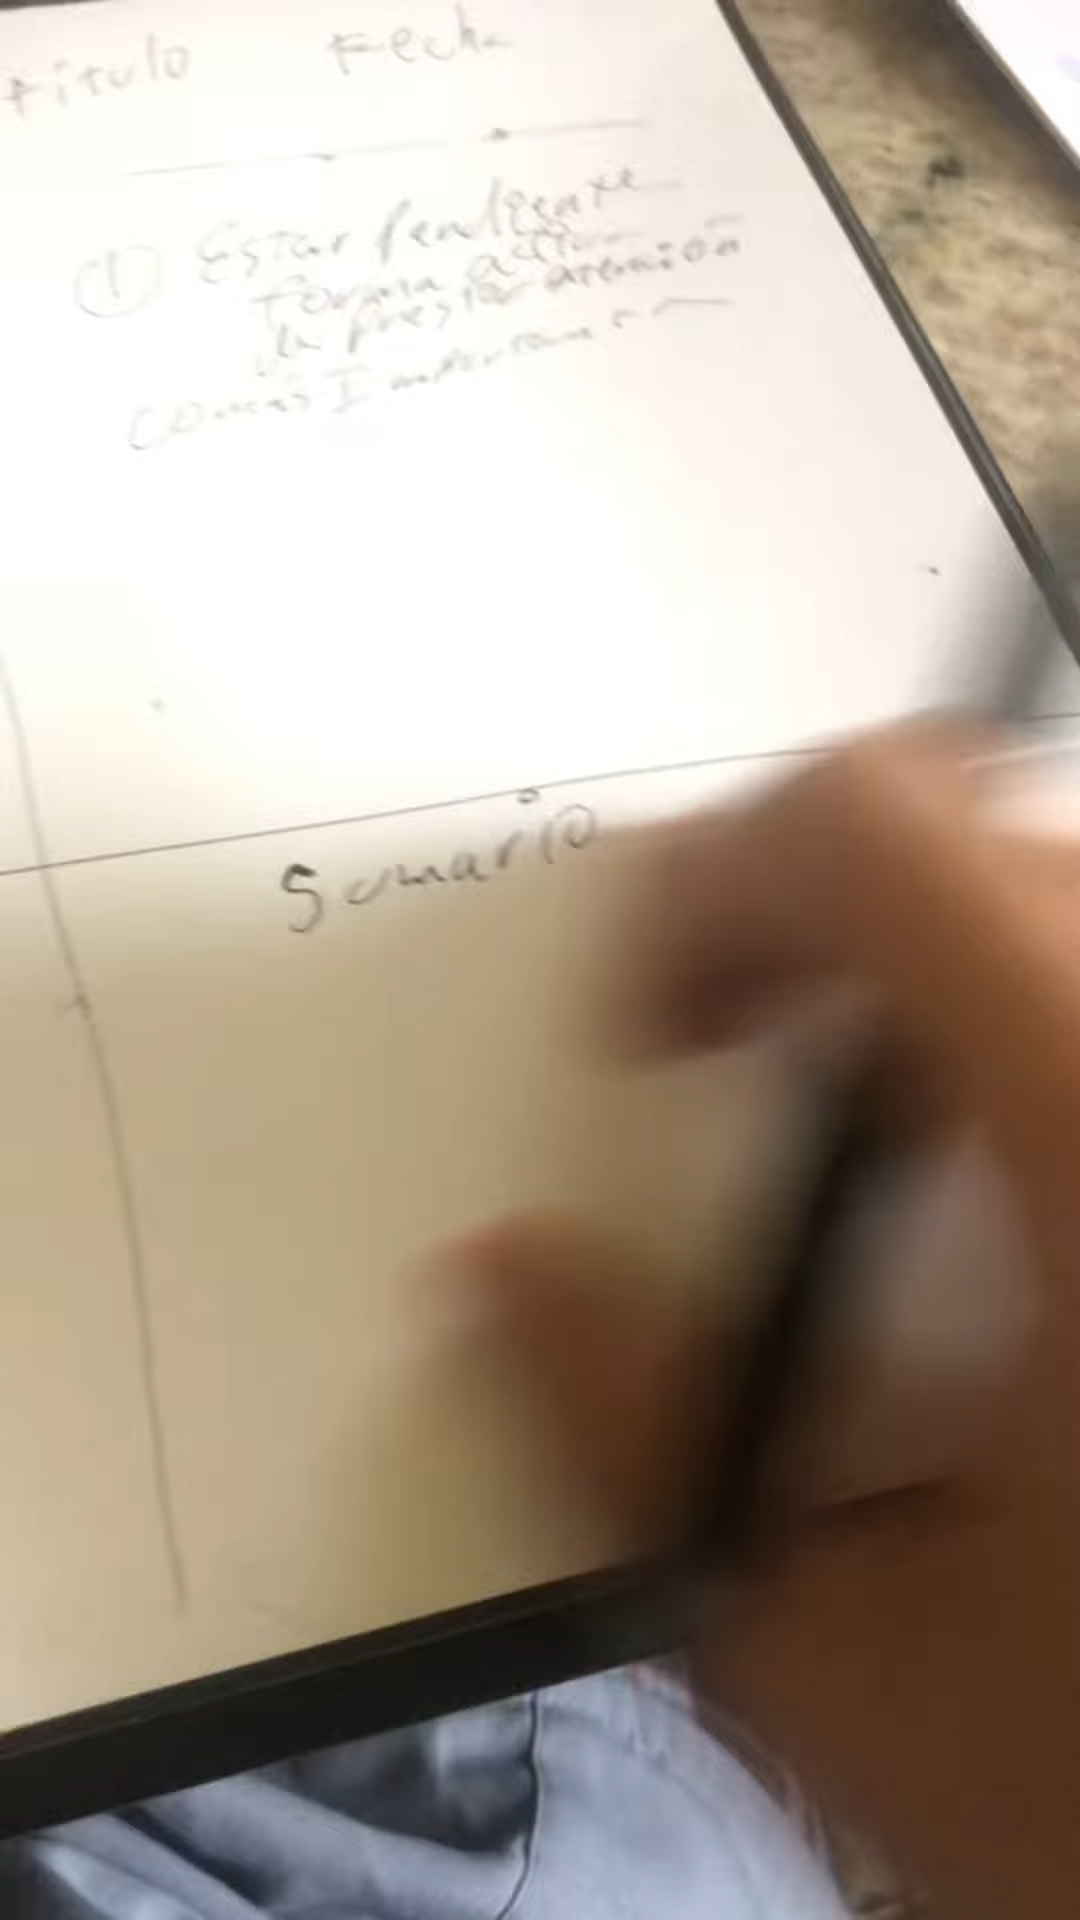 título Fecha
① Estar pendiente
forma activa
prestar atención
Sumario